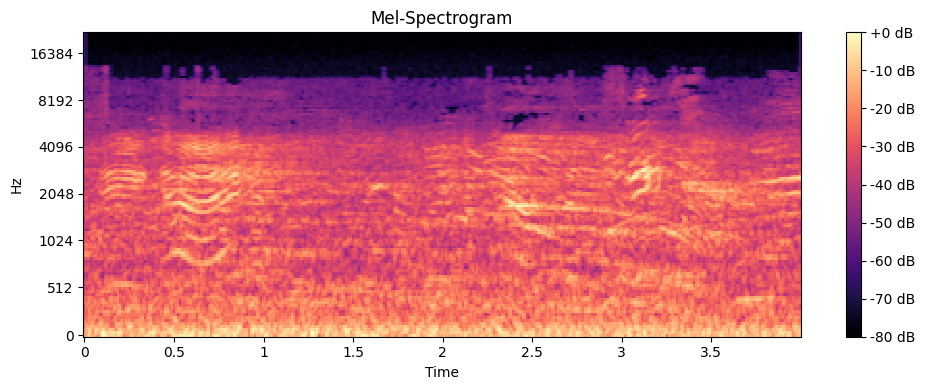 Mel-Spectrogram
Hz
16384
8192
4096
2048
1024
512
0
0
0.5
1
1.5
2
2.5
3
3.5
Time
+0 dB
-10 dB
-20 dB
-30 dB
-40 dB
-50 dB
-60 dB
-70 dB
-80 dB